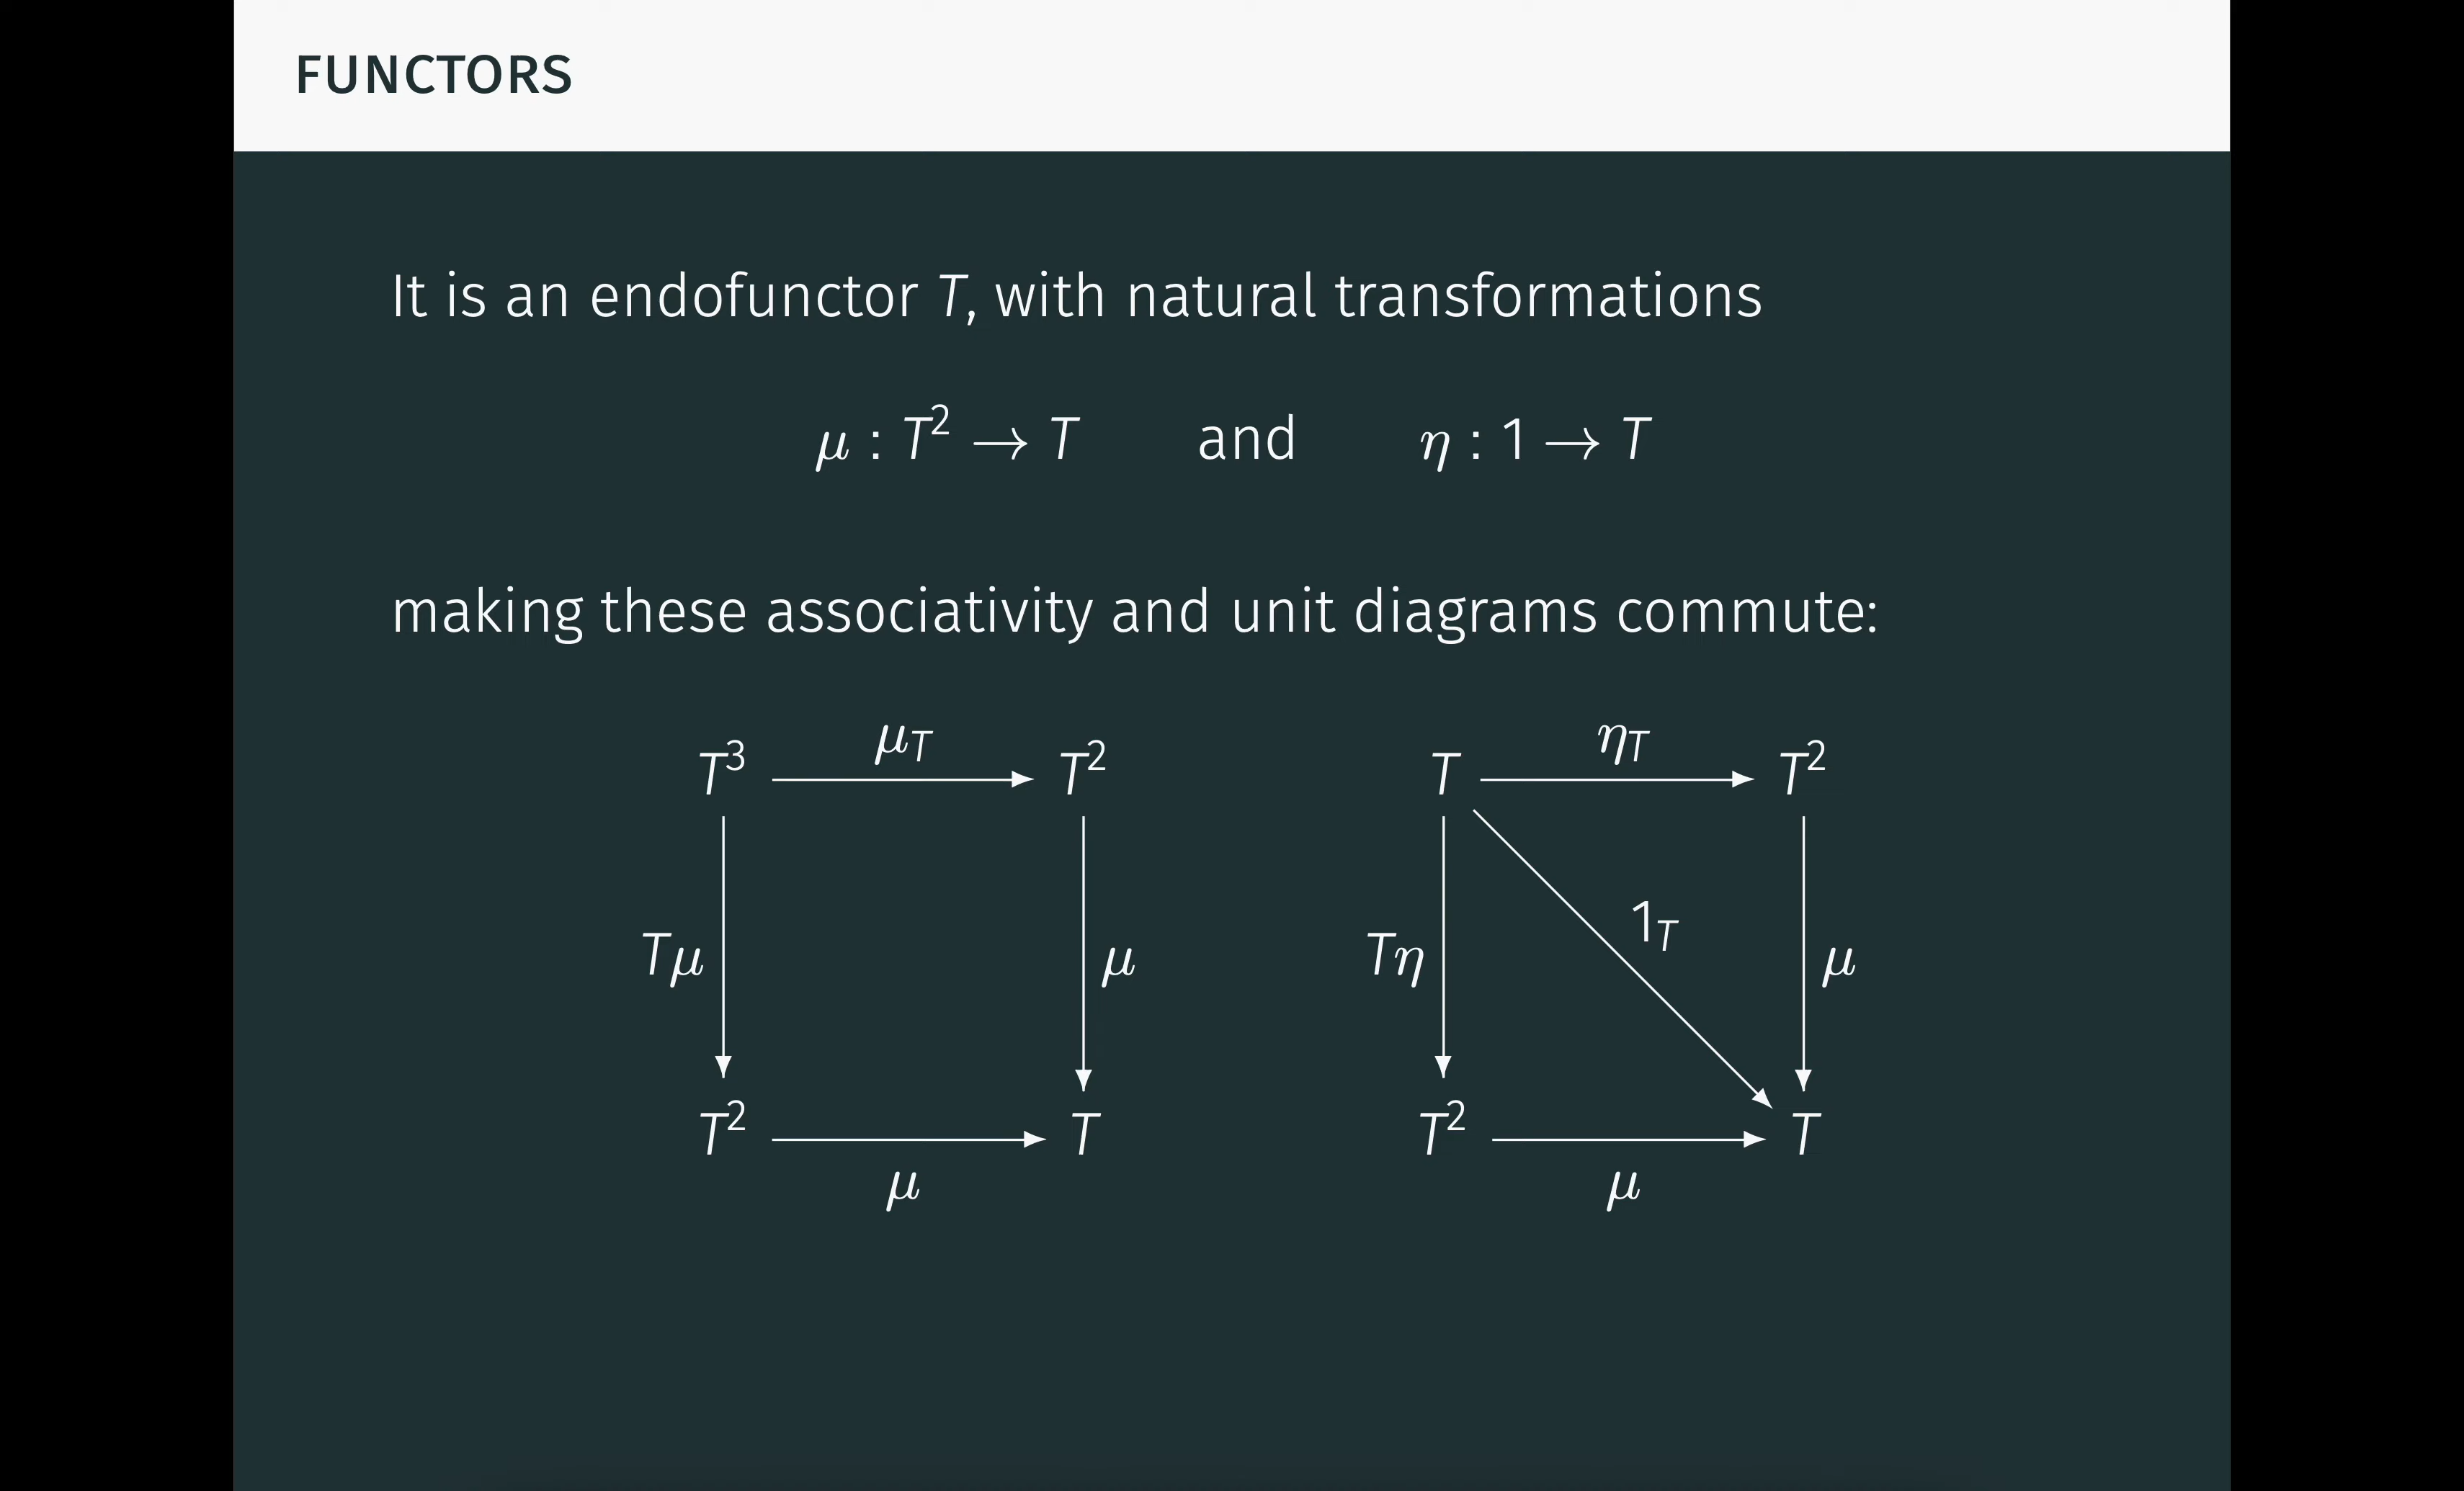 FUNCTORS
It is an endofunctor T, with natural transformations
μ : T² → T and η : 1 → T
making these associativity and unit diagrams commute:
T³ μ_T T² T η_T T²
Tμ μ Tη 1_T μ
T² μ T T² μ T